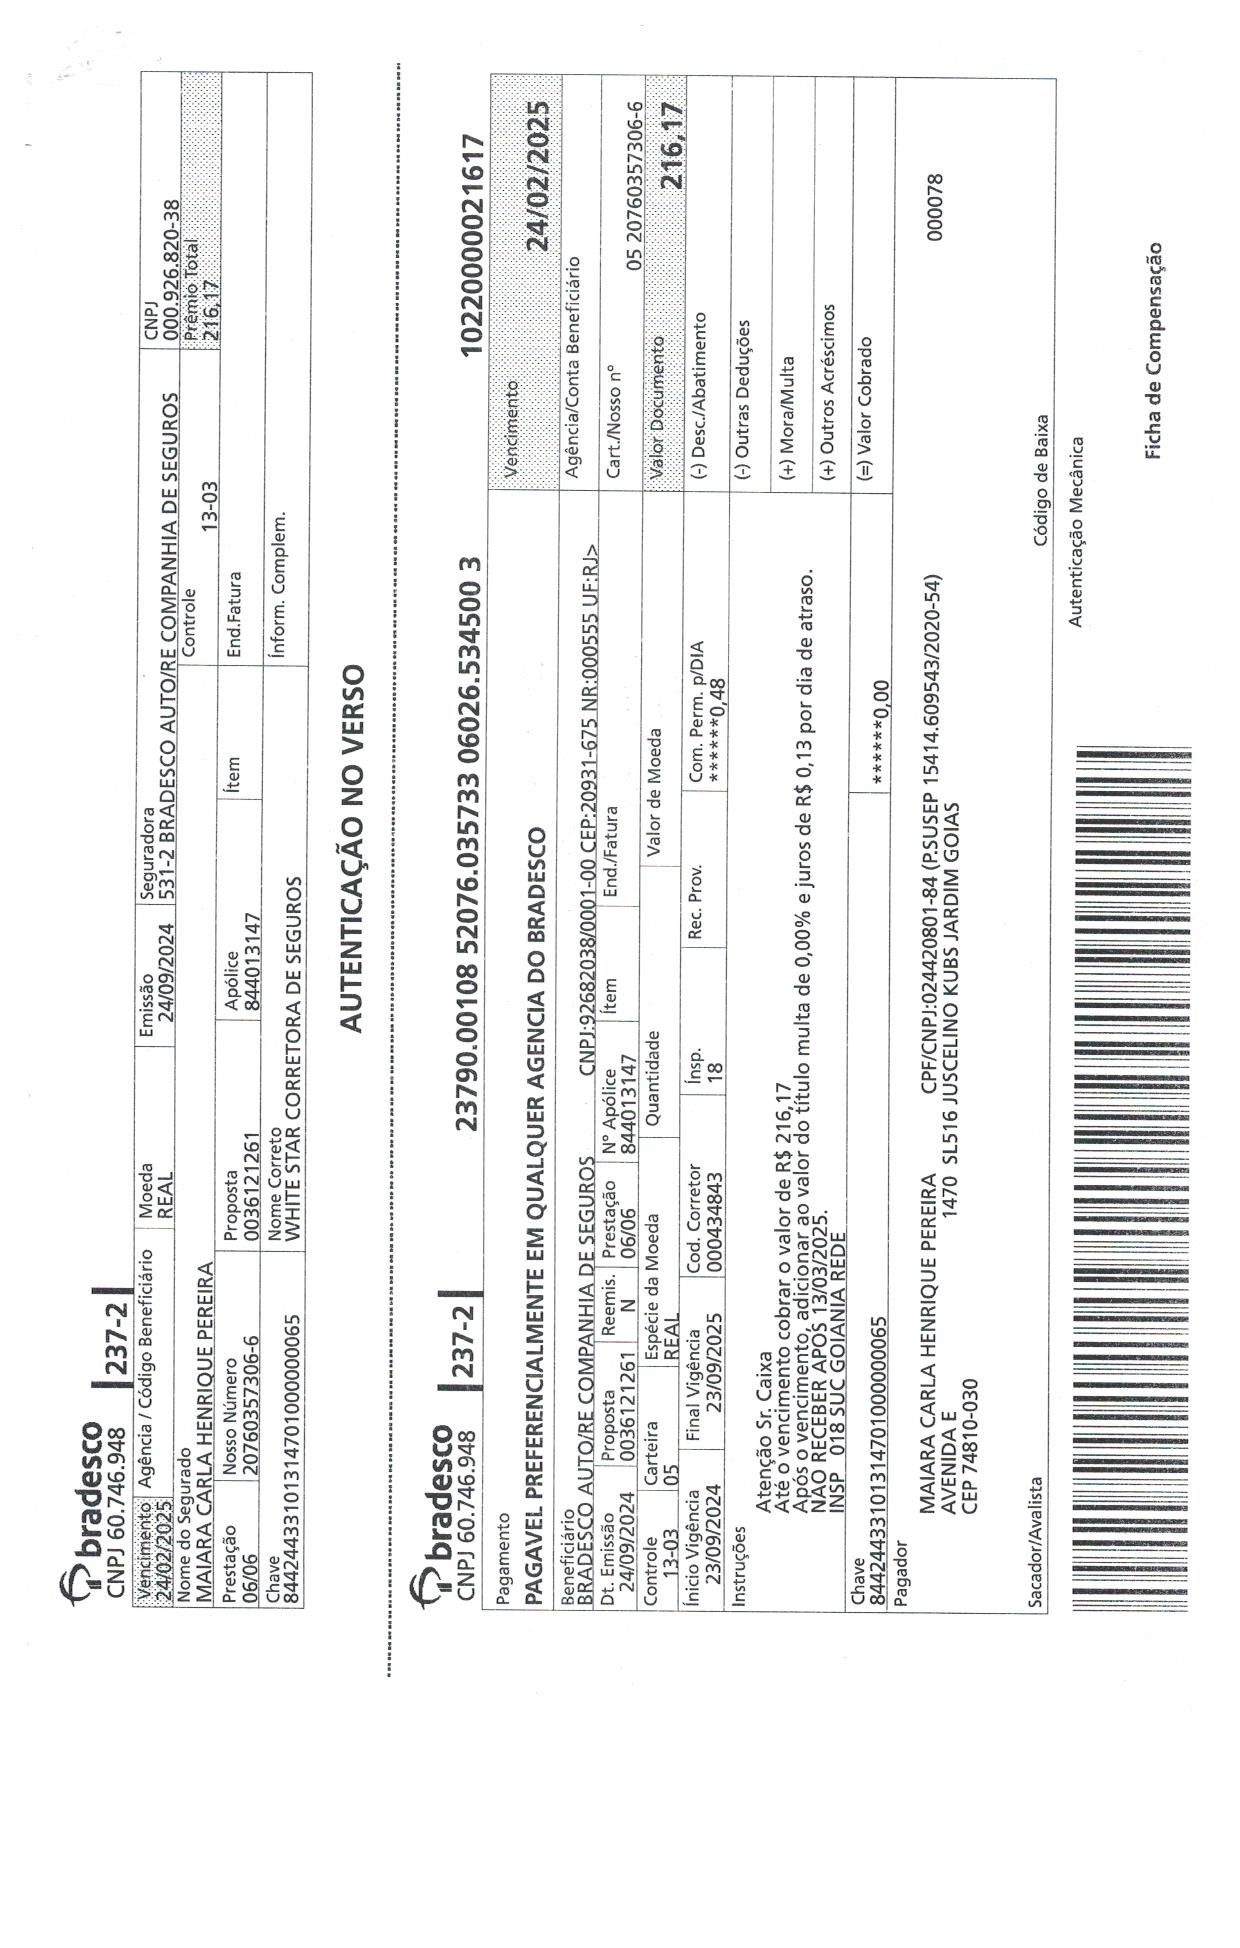 bradesco
CNPJ 60.746.948
237-2
Vencimento Agência / Código Beneficiário Moeda Emissão Seguradora CNPJ
24/02/2025 REAL 24/09/2024 531-2 BRADESCO AUTO/RE COMPANHIA DE SEGUROS 000.926.820-38
Nome do Segurado Controle Prêmio Total
MAIARA CARLA HENRIQUE PEREIRA 13-03 216,17
Prestação Nosso Número Proposta Apólice Ítem End.Fatura
06/06 20760357306-6 0036121261 844013147
Chave Nome Correto Ínform. Complem.
844244331013147010000000065 WHITE STAR CORRETORA DE SEGUROS
AUTENTICAÇÃO NO VERSO
bradesco
CNPJ 60.746.948
237-2
23790.00108 52076.035733 06026.534500 3 10220000021617
Pagamento Vencimento
PAGAVEL PREFERENCIALMENTE EM QUALQUER AGENCIA DO BRADESCO 24/02/2025
Beneficiário Agência/Conta Beneficiário
BRADESCO AUTO/RE COMPANHIA DE SEGUROS CNPJ:92682038/0001-00 CEP:20931-675 NR:000555 UF:RJ>
Dt. Emissão Proposta Reemis. Prestação N° Apólice Ítem End./Fatura Cart./Nosso n°
24/09/2024 0036121261 N 06/06 844013147 05 20760357306-6
Controle Carteira Espécie da Moeda Quantidade Valor de Moeda Valor Documento
13-03 05 REAL 216,17
Ínicio Vigência Final Vigência Cod. Corretor Ínsp. Rec. Prov. Com. Perm. p/DIA (-) Desc./Abatimento
23/09/2024 23/09/2025 000434843 18 ******0,48
Instruções (-) Outras Deduções
Atenção Sr. Caixa
Até o vencimento cobrar o valor de R$ 216,17 (+) Mora/Multa
Após o vencimento, adicionar ao valor do título multa de 0,00% e juros de R$ 0,13 por dia de atraso.
NAO RECEBER APOS 13/03/2025. (+) Outros Acréscimos
INSP 018 SUC GOIANIA REDE
Chave (=) Valor Cobrado
844244331013147010000000065 ******0,00
Pagador
MAIARA CARLA HENRIQUE PEREIRA CPF/CNPJ:024420801-84 (P.SUSEP 15414.609543/2020-54) 000078
AVENIDA E 1470 SL516 JUSCELINO KUBS JARDIM GOIAS
CEP 74810-030
Sacador/Avalista Código de Baixa
Autenticação Mecânica
Ficha de Compensação